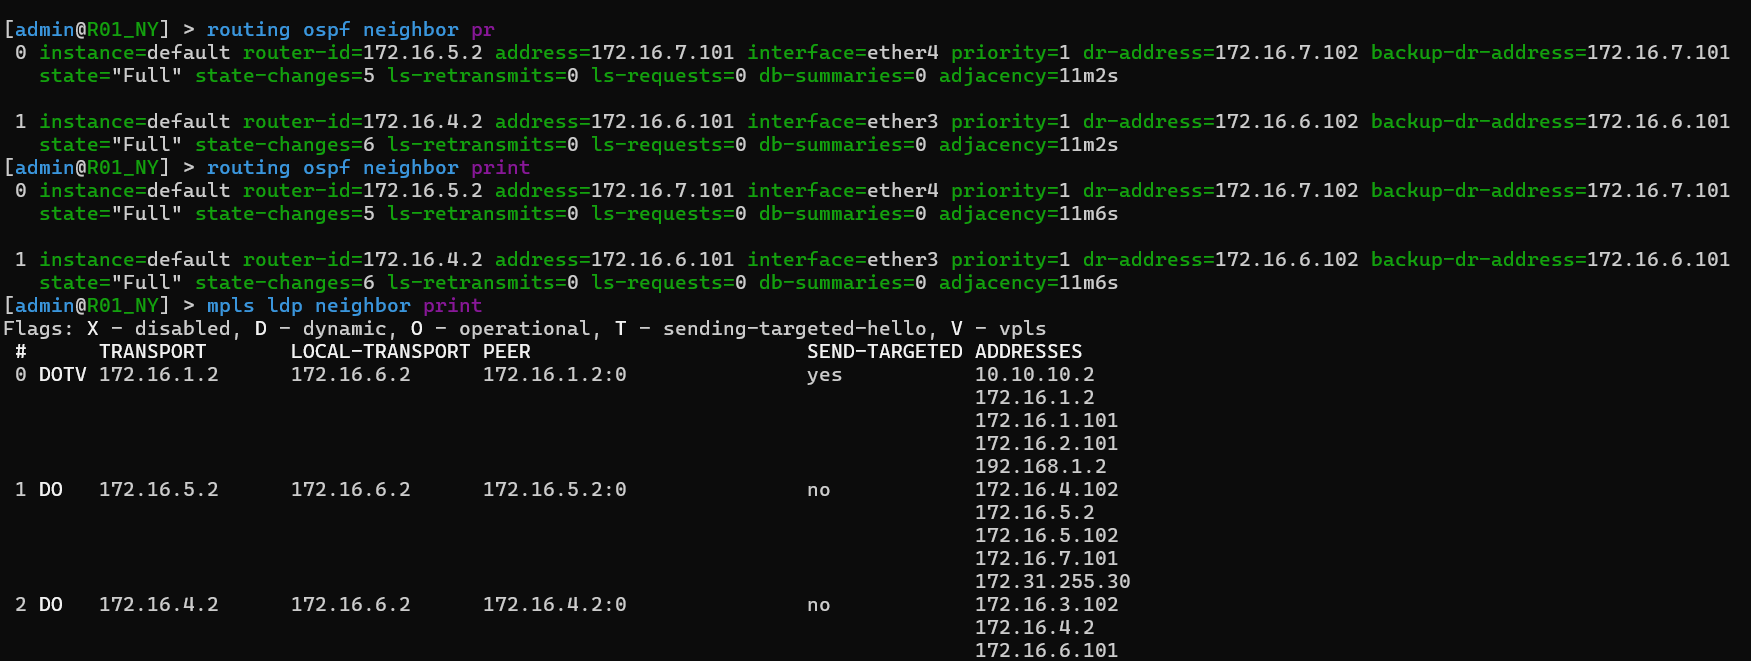 [admin@R01_NY] > routing ospf neighbor pr
 0 instance=default router-id=172.16.5.2 address=172.16.7.101 interface=ether4 priority=1 dr-address=172.16.7.102 backup-dr-address=172.16.7.101
   state="Full" state-changes=5 ls-retransmits=0 ls-requests=0 db-summaries=0 adjacency=11m2s

 1 instance=default router-id=172.16.4.2 address=172.16.6.101 interface=ether3 priority=1 dr-address=172.16.6.102 backup-dr-address=172.16.6.101
   state="Full" state-changes=6 ls-retransmits=0 ls-requests=0 db-summaries=0 adjacency=11m2s
[admin@R01_NY] > routing ospf neighbor print
 0 instance=default router-id=172.16.5.2 address=172.16.7.101 interface=ether4 priority=1 dr-address=172.16.7.102 backup-dr-address=172.16.7.101
   state="Full" state-changes=5 ls-retransmits=0 ls-requests=0 db-summaries=0 adjacency=11m6s

 1 instance=default router-id=172.16.4.2 address=172.16.6.101 interface=ether3 priority=1 dr-address=172.16.6.102 backup-dr-address=172.16.6.101
   state="Full" state-changes=6 ls-retransmits=0 ls-requests=0 db-summaries=0 adjacency=11m6s
[admin@R01_NY] > mpls ldp neighbor print
Flags: X - disabled, D - dynamic, O - operational, T - sending-targeted-hello, V - vpls
 #      TRANSPORT       LOCAL-TRANSPORT PEER                       SEND-TARGETED ADDRESSES
 0 DOTV 172.16.1.2      172.16.6.2      172.16.1.2:0               yes           10.10.10.2
                                                                                 172.16.1.2
                                                                                 172.16.1.101
                                                                                 172.16.2.101
                                                                                 192.168.1.2
 1 DO   172.16.5.2      172.16.6.2      172.16.5.2:0               no            172.16.4.102
                                                                                 172.16.5.2
                                                                                 172.16.5.102
                                                                                 172.16.7.101
                                                                                 172.31.255.30
 2 DO   172.16.4.2      172.16.6.2      172.16.4.2:0               no            172.16.3.102
                                                                                 172.16.4.2
                                                                                 172.16.6.101